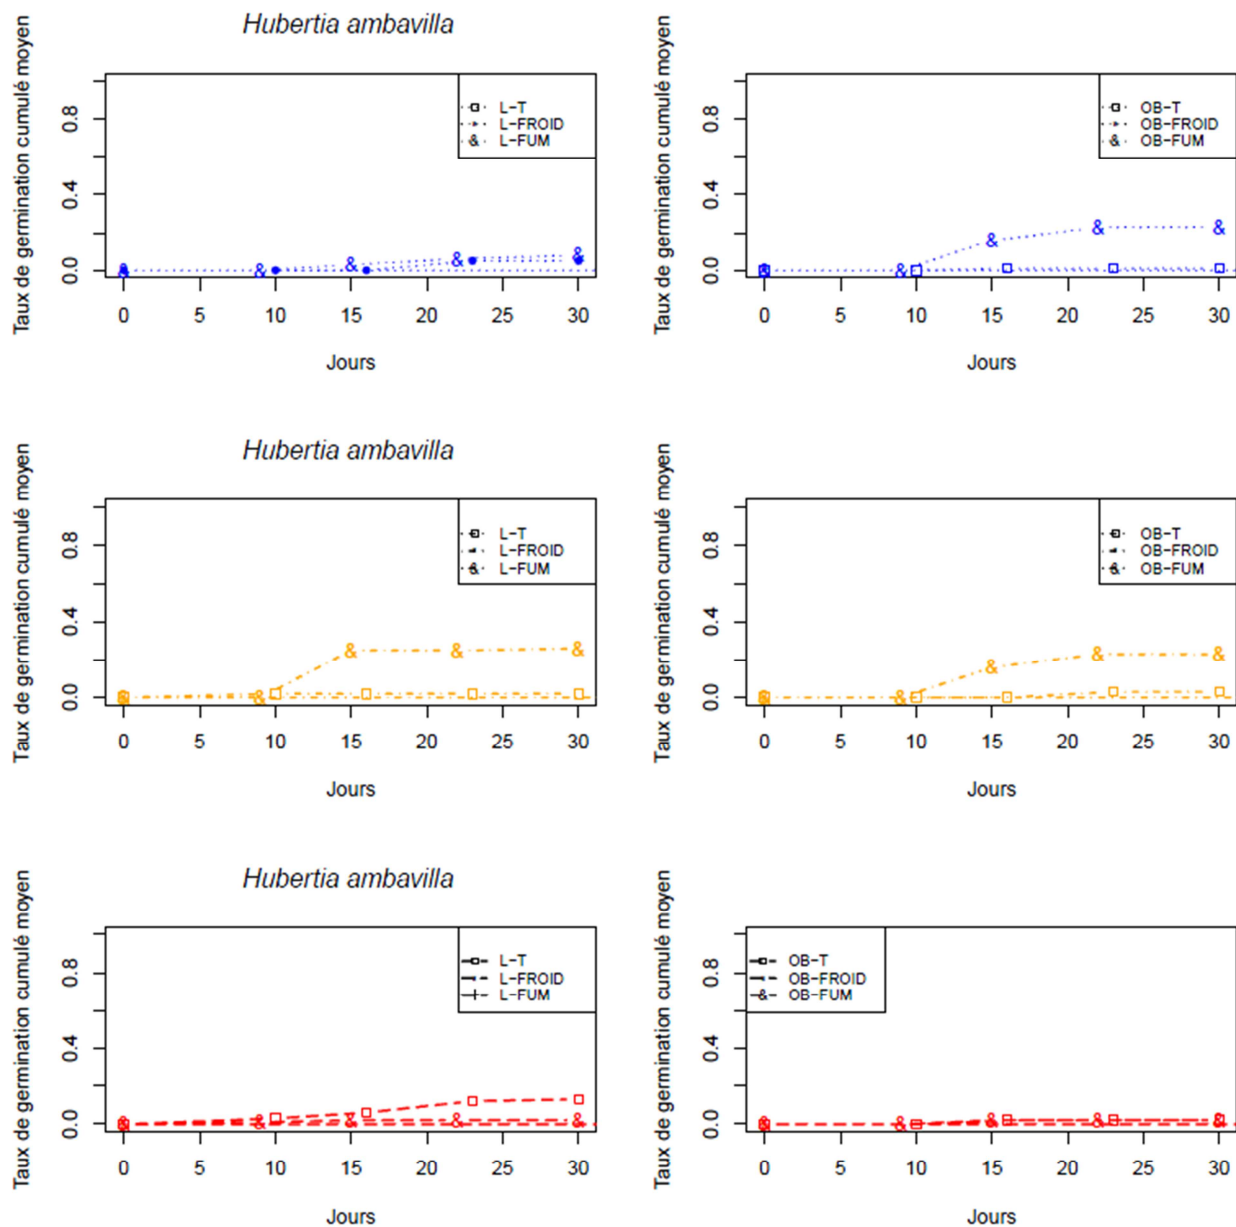 Hubertia ambavilla
Taux de germination cumulé moyen
0.0 0.4 0.8
L-T
L-FROID
L-FUM
0 5 10 15 20 25 30
Jours
Taux de germination cumulé moyen
0.0 0.4 0.8
OB-T
OB-FROID
OB-FUM
0 5 10 15 20 25 30
Jours
Hubertia ambavilla
Taux de germination cumulé moyen
0.0 0.4 0.8
L-T
L-FROID
L-FUM
0 5 10 15 20 25 30
Jours
Taux de germination cumulé moyen
0.0 0.4 0.8
OB-T
OB-FROID
OB-FUM
0 5 10 15 20 25 30
Jours
Hubertia ambavilla
Taux de germination cumulé moyen
0.0 0.4 0.8
L-T
L-FROID
L-FUM
0 5 10 15 20 25 30
Jours
Taux de germination cumulé moyen
0.0 0.4 0.8
OB-T
OB-FROID
OB-FUM
0 5 10 15 20 25 30
Jours